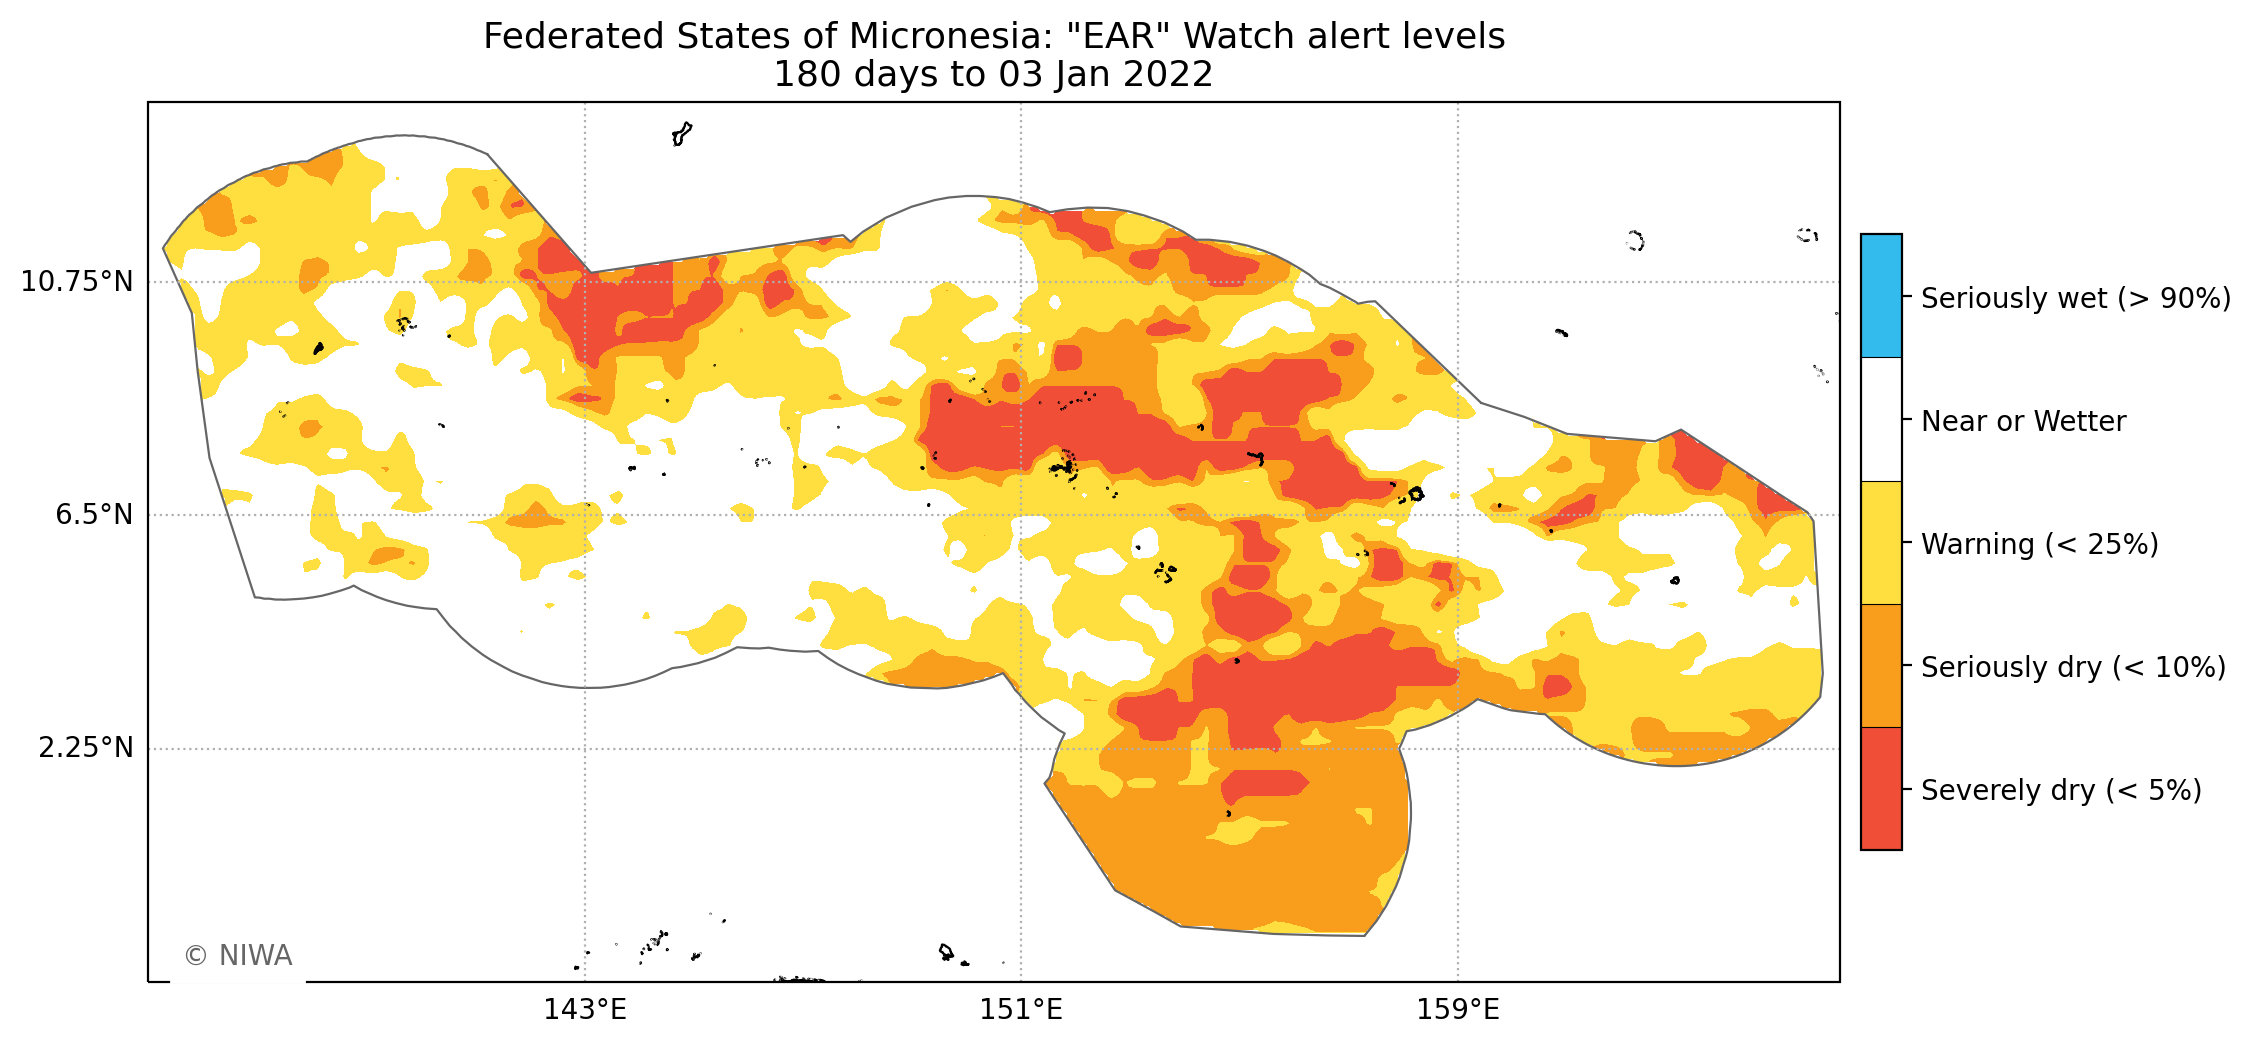 Federated States of Micronesia: "EAR" Watch alert levels
180 days to 03 Jan 2022
10.75°N
6.5°N
2.25°N
143°E
151°E
159°E
Seriously wet (> 90%)
Near or Wetter
Warning (< 25%)
Seriously dry (< 10%)
Severely dry (< 5%)
© NIWA